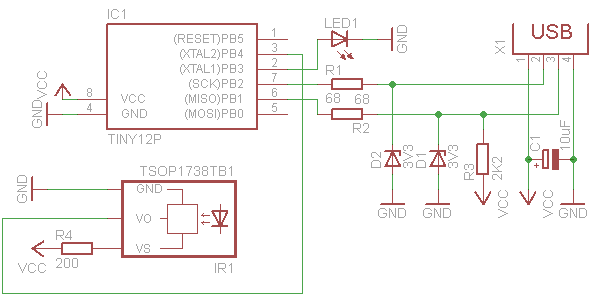 IC1
(RESET)PB5
(XTAL2)PB4
(XTAL1)PB3
(SCK)PB2
(MISO)PB1
(MOSI)PB0
VCC
GND
1
3
2
7
6
5
8
4
VCC
GND
TINY12P
LED1
GND
R1
68
68
R2
X1
USB
1
2
3
4
D2
3V3
D1
3V3
R3
2K2
C1
+
10uF
GND
GND
VCC
VCC
GND
TSOP1738TB1
GND
VO
VS
GND
R4
200
VCC
IR1